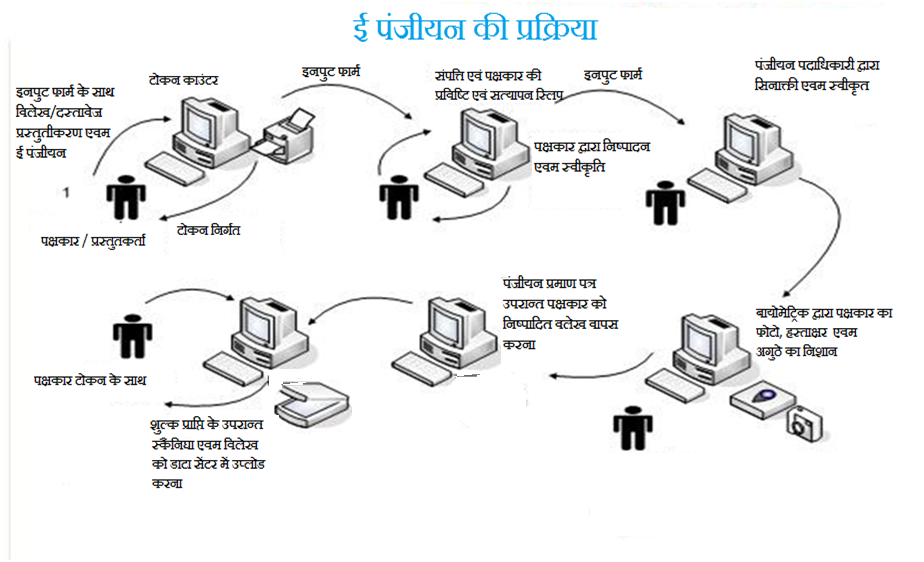 ई पंजीयन की प्रक्रिया
इनपुट फार्म के साथ
विलेख/दस्तावेज
प्रस्तुतीकरण एवम
ई पंजीयन
टोकन काउंटर
1
पक्षकार / प्रस्तुतकर्ता
टोकन निर्गत
इनपुट फार्म
संपत्ति एवं पक्षकार की
प्रविष्टि एवं सत्यापन स्लिप
पक्षकार द्वारा निष्पादन
एवम स्वीकृति
इनपुट फार्म
पंजीयन पदाधिकारी द्वारा
सिनाक्ती एवम स्वीकृत
बायोमेट्रिक द्वारा पक्षकार का
फोटो, हस्ताक्षर एवम
अगुठे का निशान
पंजीयन प्रमाण पत्र
उपरान्त पक्षकार को
निष्पादित वलेख वापस
करना
पक्षकार टोकन के साथ
शुल्क प्राप्ति के उपरान्त
स्कैनिघा एवम विलेख
को डाटा सेंटर में उप्लोड
करना